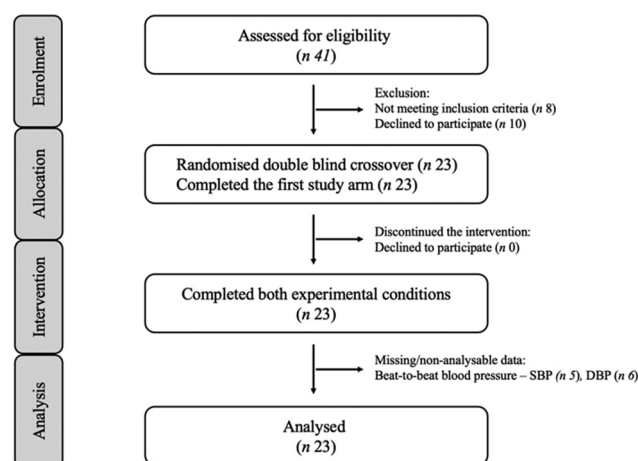 Enrolment
Assessed for eligibility
(n 41)
Exclusion:
Not meeting inclusion criteria (n 8)
Declined to participate (n 10)
Allocation
Randomised double blind crossover (n 23)
Completed the first study arm (n 23)
Discontinued the intervention:
Declined to participate (n 0)
Intervention
Completed both experimental conditions
(n 23)
Missing/non-analysable data:
Beat-to-beat blood pressure – SBP (n 5), DBP (n 6)
Analysis
Analysed
(n 23)